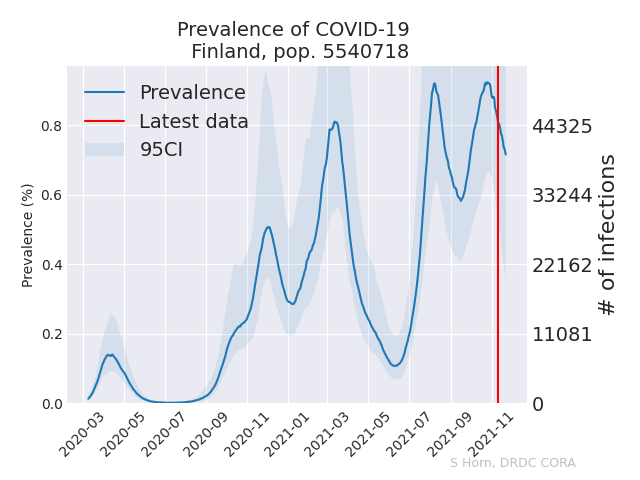 Prevalence of COVID-19
Finland, pop. 5540718
Prevalence
Latest data
95CI
Prevalence (%)
0.8
0.6
0.4
0.2
0.0
44325
33244
22162
11081
0
# of infections
2020-03
2020-05
2020-07
2020-09
2020-11
2021-01
2021-03
2021-05
2021-07
2021-09
2021-11
S Horn, DRDC CORA